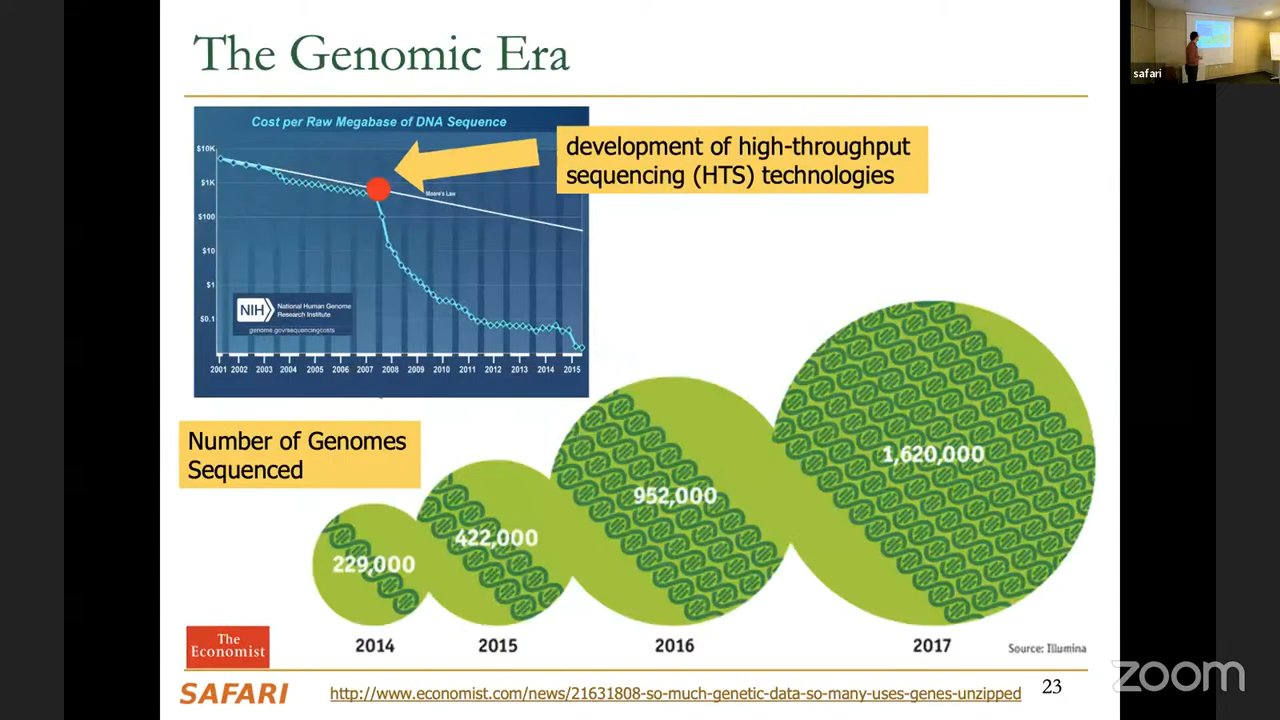 The Genomic Era
safari
Cost per Raw Megabase of DNA Sequence
development of high-throughput
sequencing (HTS) technologies
$10K
$1K
$100
$10
$1
$0.1
Moore's Law
NIH
National Human Genome
Research Institute
genome.gov/sequencingcosts
2001 2002 2003 2004 2005 2006 2007 2008 2009 2010 2011 2012 2013 2014 2015
Number of Genomes
Sequenced
229,000
422,000
952,000
1,620,000
2014
2015
2016
2017
Source: Illumina
The
Economist
SAFARI
http://www.economist.com/news/21631808-so-much-genetic-data-so-many-uses-genes-unzipped
23
zoom